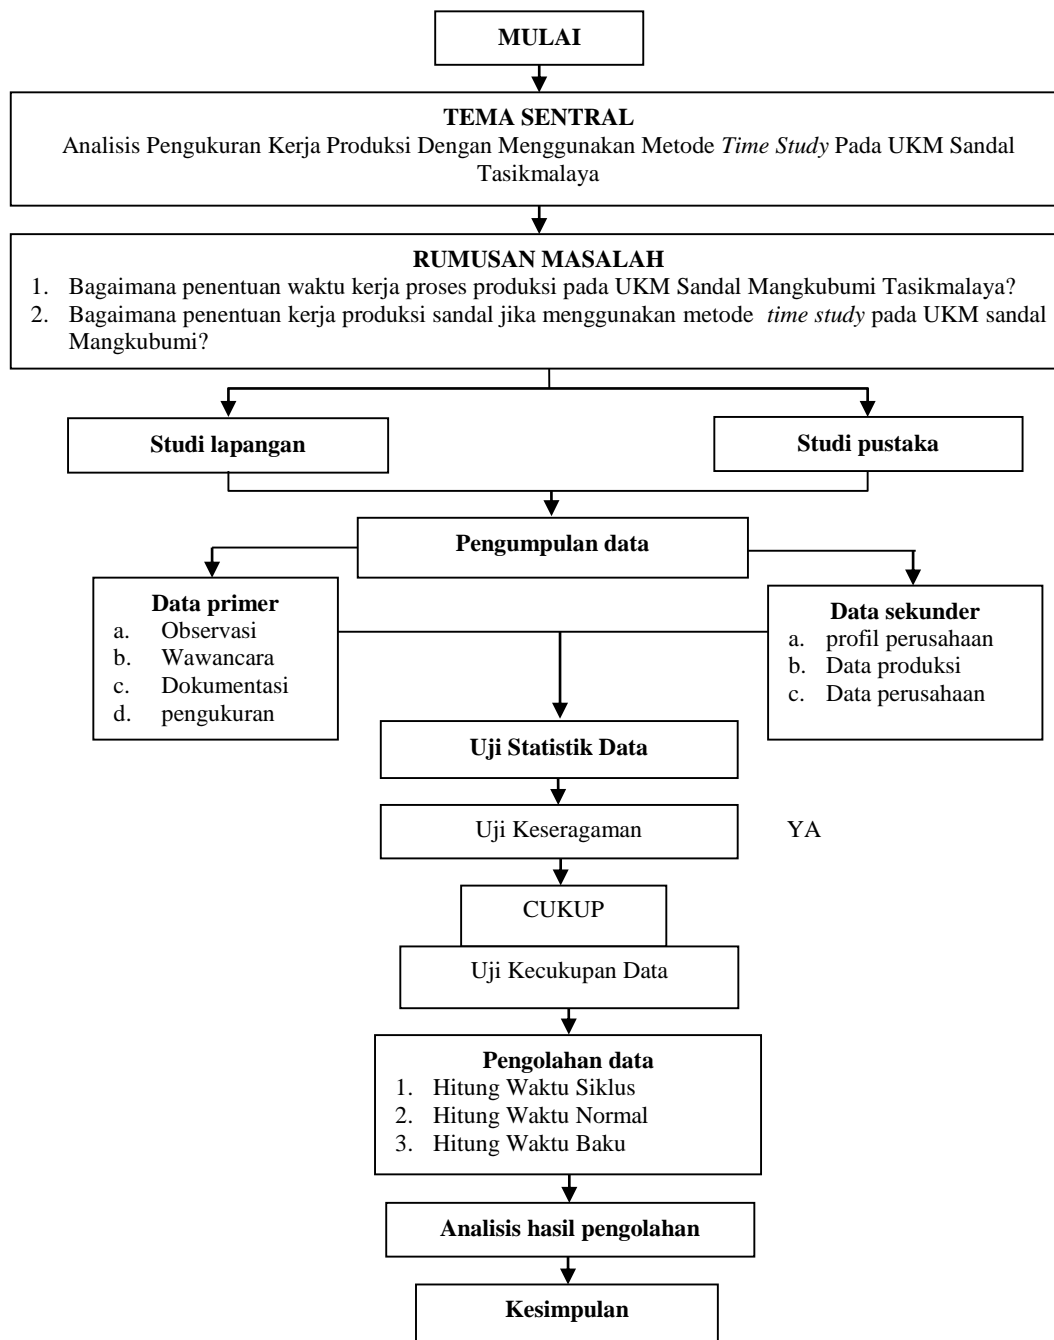 MULAI
TEMA SENTRAL
Analisis Pengukuran Kerja Produksi Dengan Menggunakan Metode Time Study Pada UKM Sandal
Tasikmalaya
RUMUSAN MASALAH
1. Bagaimana penentuan waktu kerja proses produksi pada UKM Sandal Mangkubumi Tasikmalaya?
2. Bagaimana penentuan kerja produksi sandal jika menggunakan metode time study pada UKM sandal
Mangkubumi?
Studi lapangan
Studi pustaka
Pengumpulan data
Data primer
a. Observasi
b. Wawancara
c. Dokumentasi
d. pengukuran
Data sekunder
a. profil perusahaan
b. Data produksi
c. Data perusahaan
Uji Statistik Data
Uji Keseragaman
YA
CUKUP
Uji Kecukupan Data
Pengolahan data
1. Hitung Waktu Siklus
2. Hitung Waktu Normal
3. Hitung Waktu Baku
Analisis hasil pengolahan
Kesimpulan